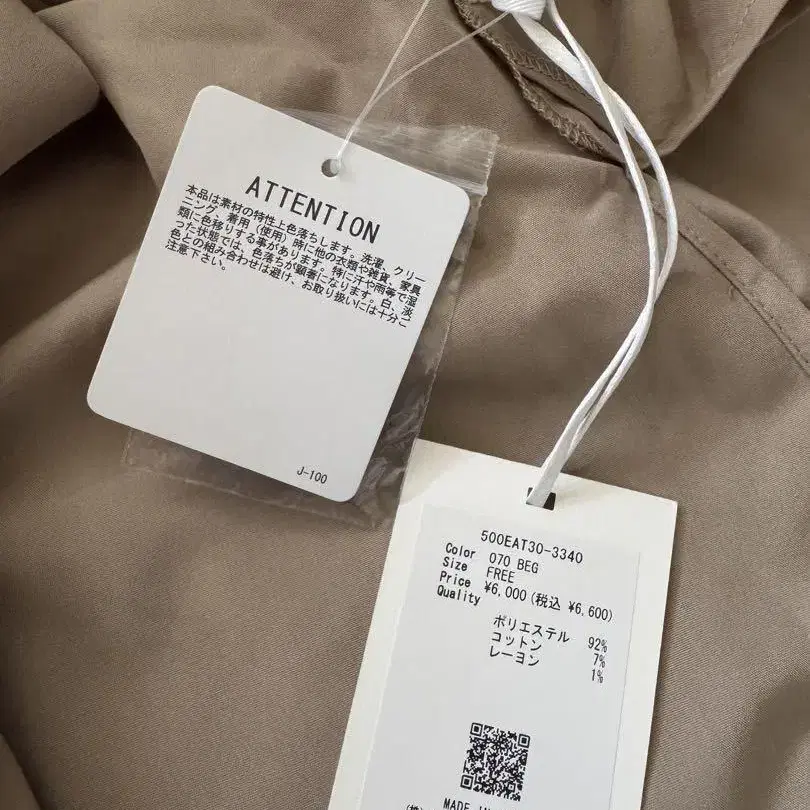 ATTENTION
本品は素材の特性上色落ちします。洗濯、クリー
ニング、着用（使用）時に他の衣類や雑貨、家具
類に色移りする事があります。特に汗や雨等で湿
った状態では、色落ちが顕著になります。白、淡
色との組み合わせは避け、お取り扱いには十分ご
注意下さい。
J-100
500EAT30-3340
Color 070 BEG
Size FREE
Price ¥6,000(税込 ¥6,600)
Quality
ポリエステル 92%
コットン 7%
レーヨン 1%
MADE